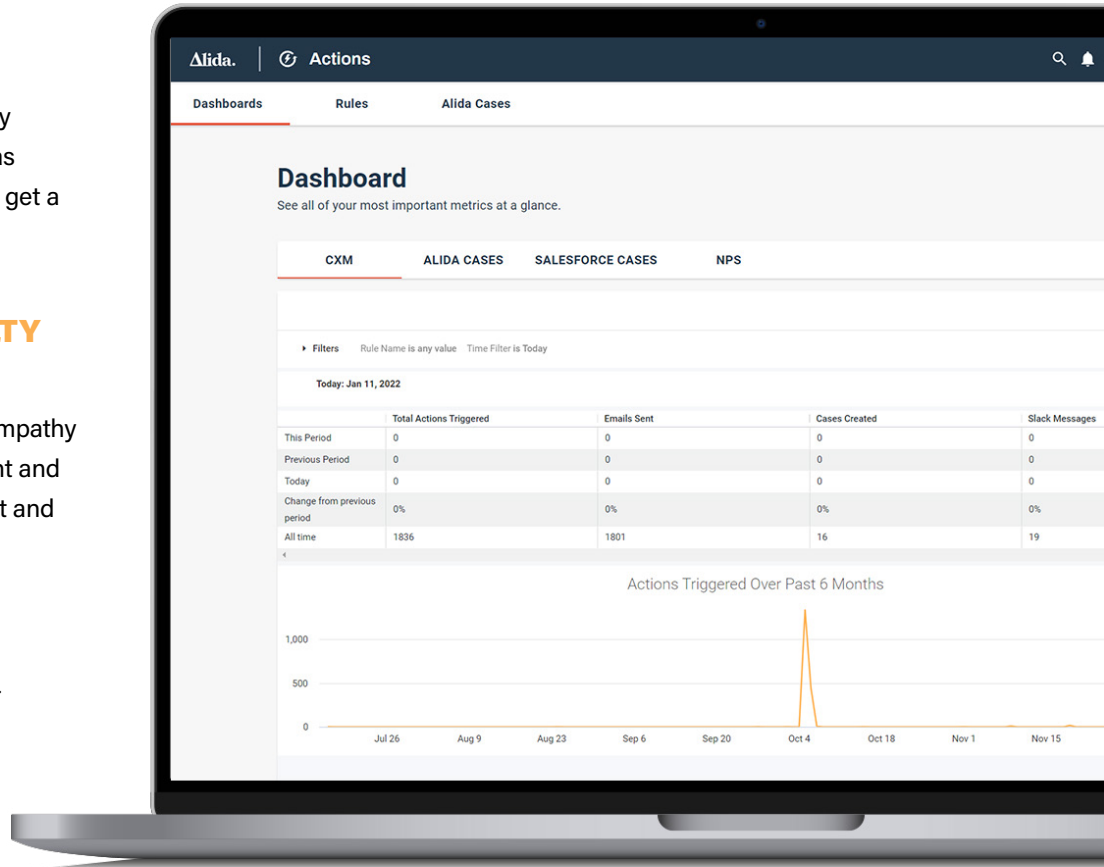 get a
TY
and
and
Alida.
Actions
Dashboards Rules Alida Cases
Dashboard
See all of your most important metrics at a glance.
CXM ALIDA CASES SALESFORCE CASES NPS
Filters Rule Name is any value Time Filter is Today
Today: Jan 11, 2022
Total Actions Triggered Emails Sent Cases Created Slack Messages
This Period 0 0 0 0
Previous Period 0 0 0 0
Today 0 0 0 0
Change from previous period 0% 0% 0% 0%
All time 1836 1801 16 19
Actions Triggered Over Past 6 Months
1,000
500
0
Jul 26 Aug 9 Aug 23 Sep 6 Sep 20 Oct 4 Oct 18 Nov 1 Nov 15